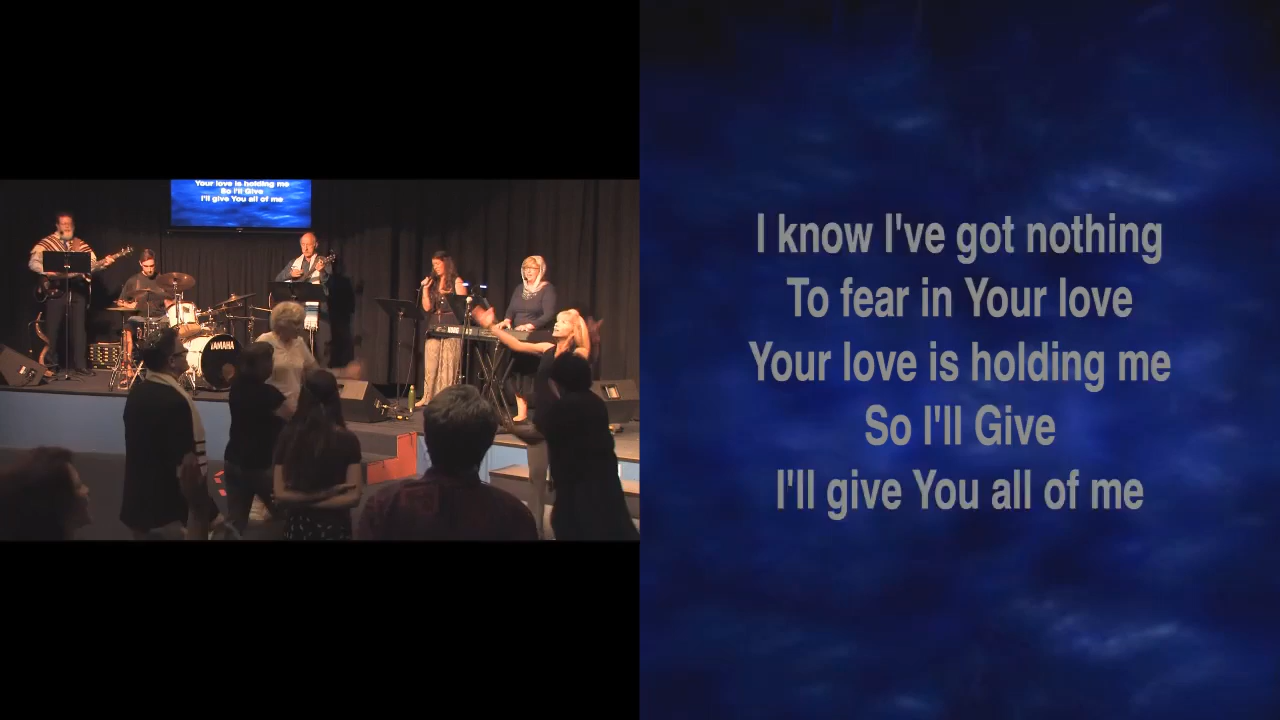 Your love is holding me
So I'll Give
I'll give You all of me
YAMAHA
I know I've got nothing
To fear in Your love
Your love is holding me
So I'll Give
I'll give You all of me